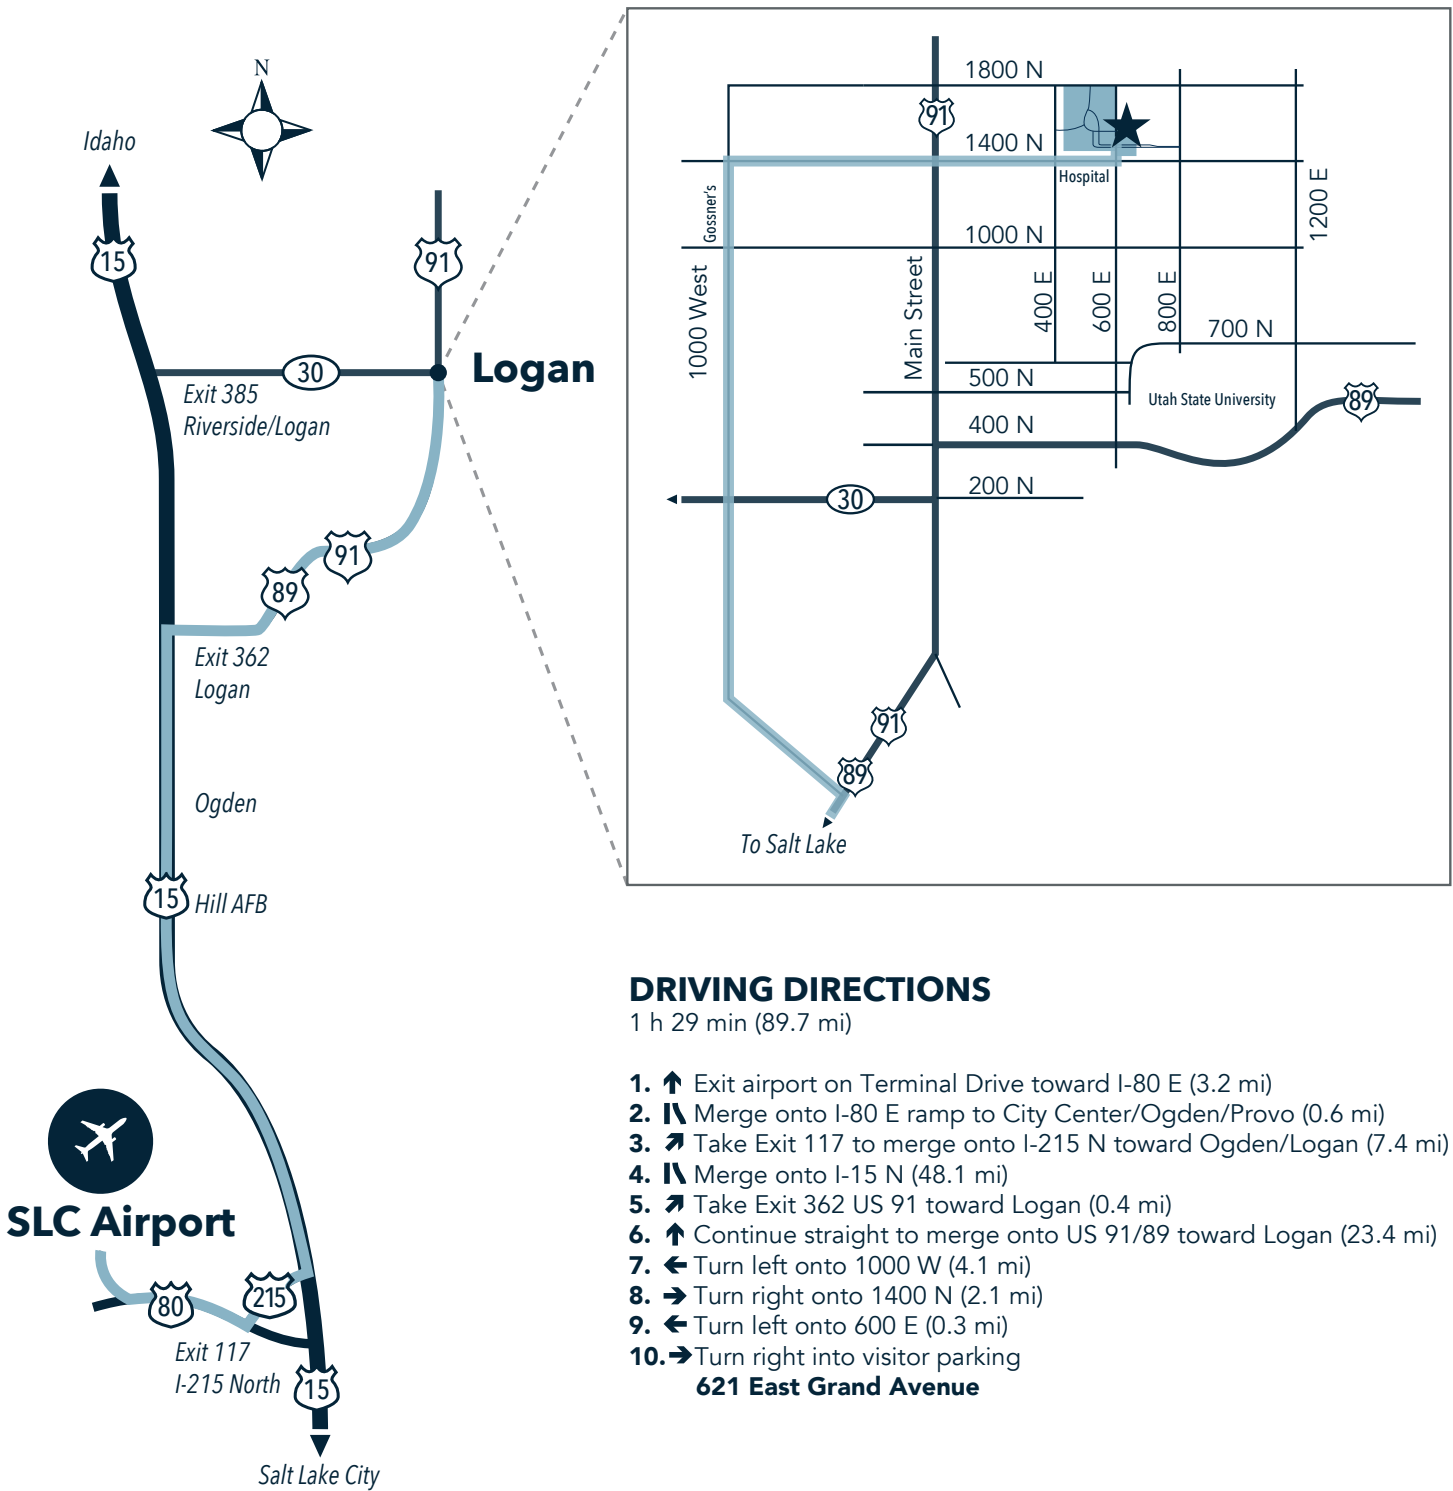 N
Idaho
15
91
30
Logan
Exit 385
Riverside/Logan
91
89
Exit 362
Logan
Ogden
15
Hill AFB
SLC Airport
80
215
Exit 117
I-215 North
15
Salt Lake City
1800 N
91
1400 N
Hospital
Gossner's
1200 E
1000 N
1000 West
Main Street
400 E
600 E
800 E
700 N
500 N
Utah State University
89
400 N
200 N
30
91
89
To Salt Lake
DRIVING DIRECTIONS
1 h 29 min (89.7 mi)
1. Exit airport on Terminal Drive toward I-80 E (3.2 mi)
2. Merge onto I-80 E ramp to City Center/Ogden/Provo (0.6 mi)
3. Take Exit 117 to merge onto I-215 N toward Ogden/Logan (7.4 mi)
4. Merge onto I-15 N (48.1 mi)
5. Take Exit 362 US 91 toward Logan (0.4 mi)
6. Continue straight to merge onto US 91/89 toward Logan (23.4 mi)
7. Turn left onto 1000 W (4.1 mi)
8. Turn right onto 1400 N (2.1 mi)
9. Turn left onto 600 E (0.3 mi)
10. Turn right into visitor parking
621 East Grand Avenue